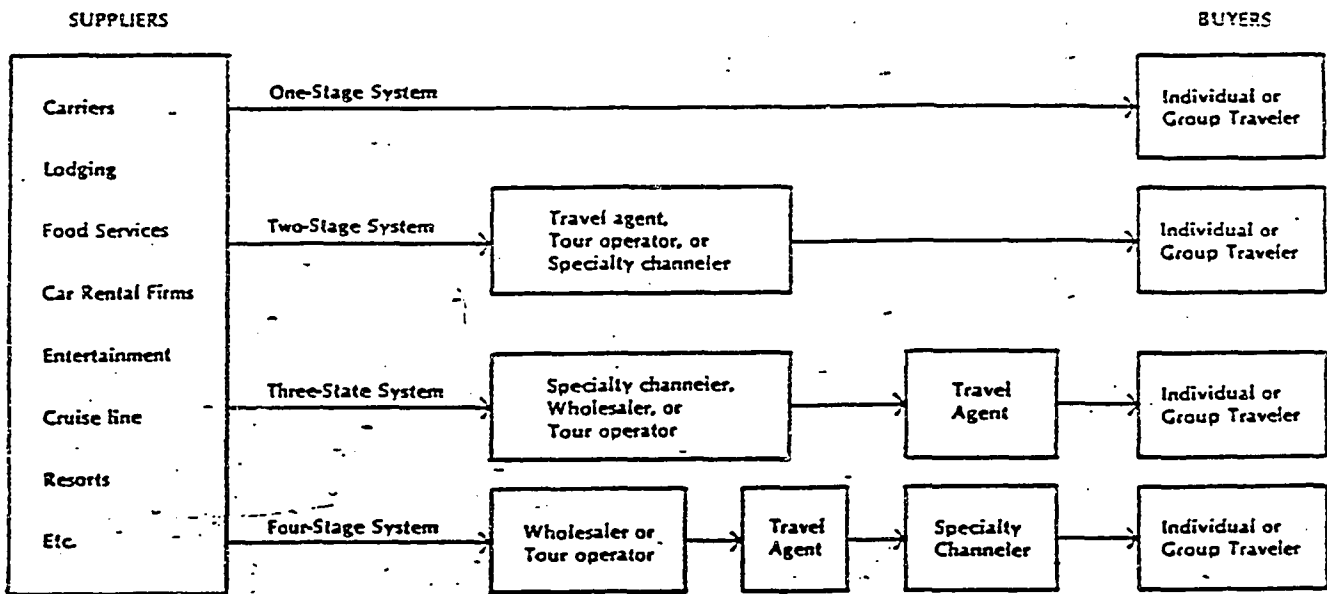 SUPPLIERS
BUYERS
Carriers
Lodging
Food Services
Car Rental Firms
Entertainment
Cruise line
Resorts
Etc.
One-Stage System
Individual or
Group Traveler
Two-Stage System
Travel agent,
Tour operator, or
Specialty channeler
Individual or
Group Traveler
Three-State System
Specialty channeler,
Wholesaler, or
Tour operator
Travel
Agent
Individual or
Group Traveler
Four-Stage System
Wholesaler or
Tour operator
Travel
Agent
Specialty
Channeler
Individual or
Group Traveler